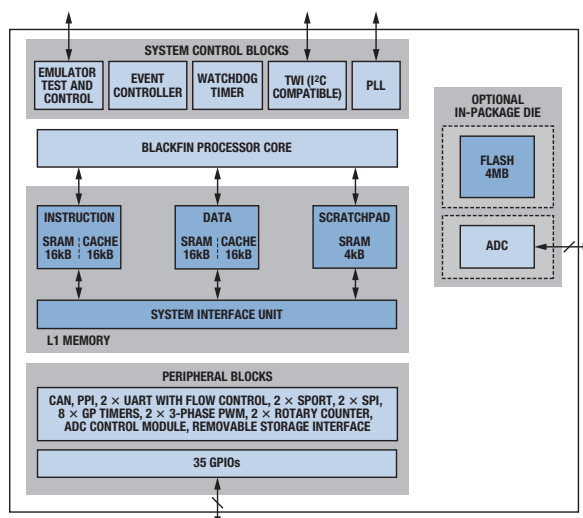 SYSTEM CONTROL BLOCKS
EMULATOR
TEST AND
CONTROL
EVENT
CONTROLLER
WATCHDOG
TIMER
TWI (I²C
COMPATIBLE)
PLL
BLACKFIN PROCESSOR CORE
INSTRUCTION
SRAM CACHE
16kB 16kB
DATA
SRAM CACHE
16kB 16kB
SCRATCHPAD
SRAM
4kB
SYSTEM INTERFACE UNIT
L1 MEMORY
PERIPHERAL BLOCKS
CAN, PPI, 2 × UART WITH FLOW CONTROL, 2 × SPORT, 2 × SPI,
8 × GP TIMERS, 2 × 3-PHASE PWM, 2 × ROTARY COUNTER,
ADC CONTROL MODULE, REMOVABLE STORAGE INTERFACE
35 GPIOs
OPTIONAL
IN-PACKAGE DIE
FLASH
4MB
ADC